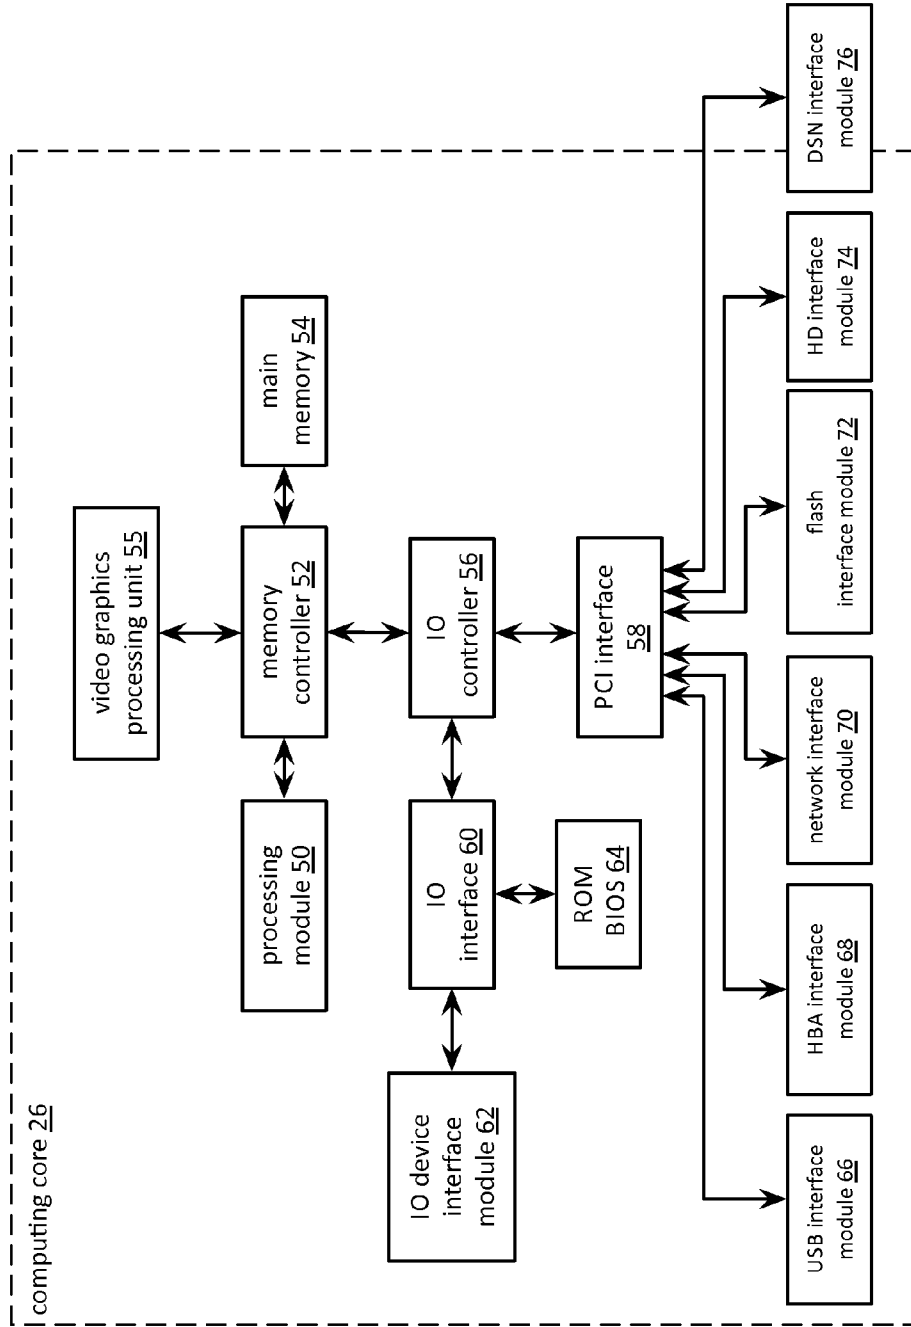 computing core 26
video graphics
processing unit 55
processing
module 50
memory
controller 52
main
memory 54
IO device
interface
module 62
IO
interface 60
IO
controller 56
ROM
BIOS 64
PCI interface
58
USB interface
module 66
HBA interface
module 68
network interface
module 70
flash
interface module 72
HD interface
module 74
DSN interface
module 76